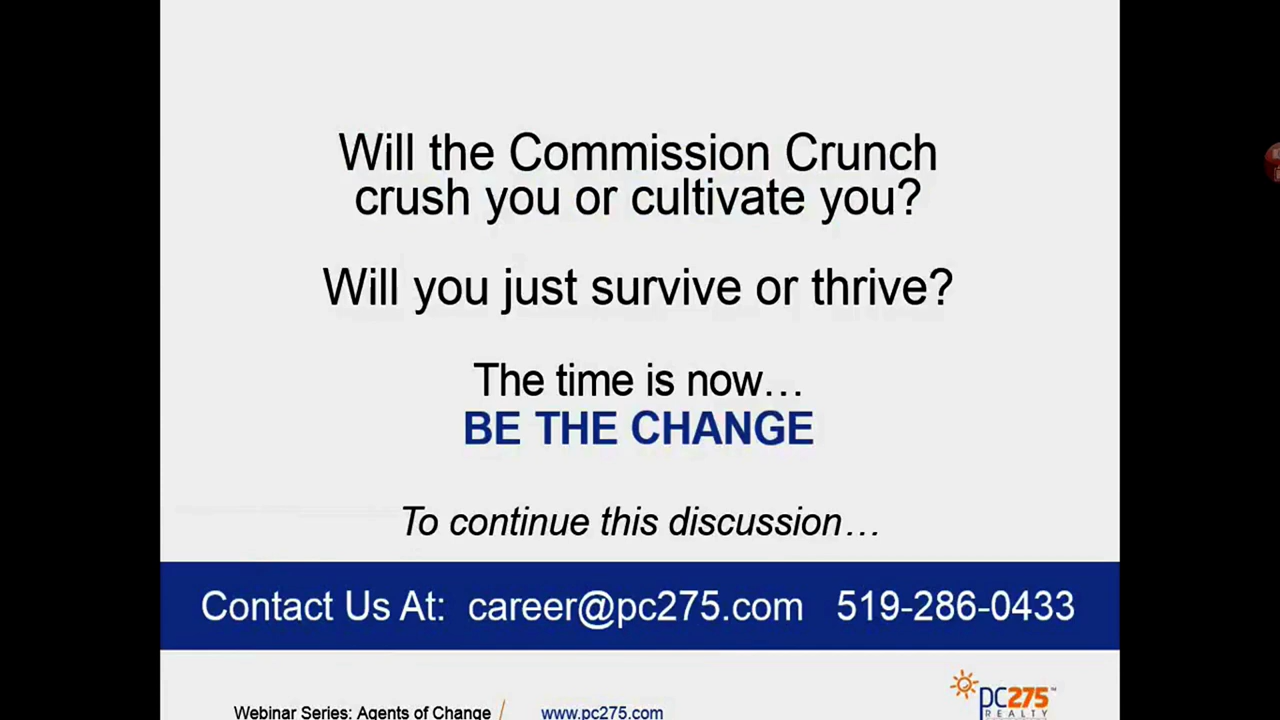 Will the Commission Crunch
crush you or cultivate you?
Will you just survive or thrive?
The time is now…
BE THE CHANGE
To continue this discussion…
Contact Us At: career@pc275.com 519-286-0433
Webinar Series: Agents of Change / www.pc275.com
pc275™
REALTY